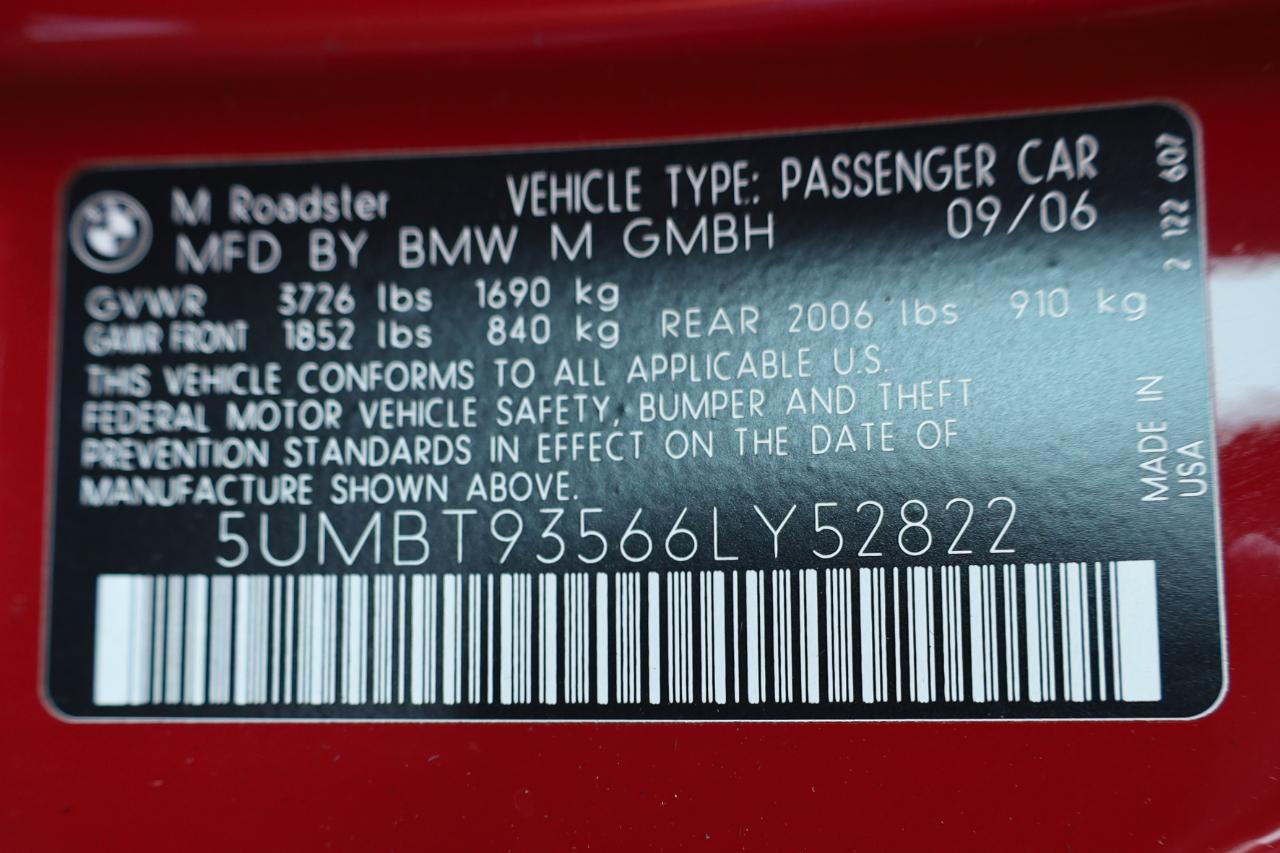 M Roadster VEHICLE TYPE: PASSENGER CAR
MFD BY BMW M GMBH 09/06
GVWR 3726 lbs 1690 kg
GAWR FRONT 1852 lbs 840 kg REAR 2006 lbs 910 kg
THIS VEHICLE CONFORMS TO ALL APPLICABLE U.S.
FEDERAL MOTOR VEHICLE SAFETY, BUMPER AND THEFT
PREVENTION STANDARDS IN EFFECT ON THE DATE OF
MANUFACTURE SHOWN ABOVE.
5UMBT93566LY52822
2 122 607
MADE IN
USA